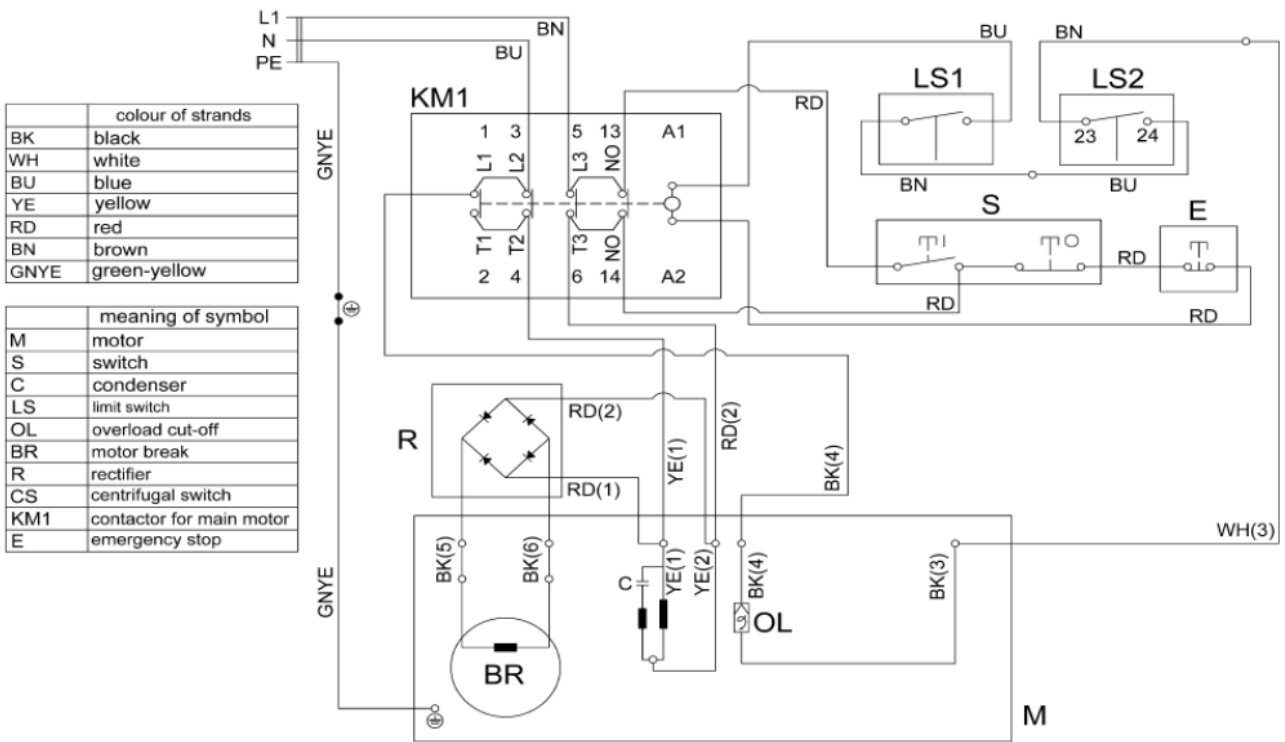 L1
N
PE
BN
BU
GNYE
colour of strands
BK black
WH white
BU blue
YE yellow
RD red
BN brown
GNYE green-yellow
meaning of symbol
M motor
S switch
C condenser
LS limit switch
OL overload cut-off
BR motor break
R rectifier
CS centrifugal switch
KM1 contactor for main motor
E emergency stop
GNYE
KM1
1 3 5 13 A1
L1 L2 L3 NO
T1 T2 T3 NO
2 4 6 14 A2
BU BN
RD
LS1 LS2
23 24
BN BU
S E
I O
RD
RD
RD
R
RD(2)
RD(1)
YE(1)
RD(2)
BK(4)
WH(3)
BK(5)
BK(6)
C
YE(1)
YE(2)
BK(4)
BK(3)
OL
BR
M